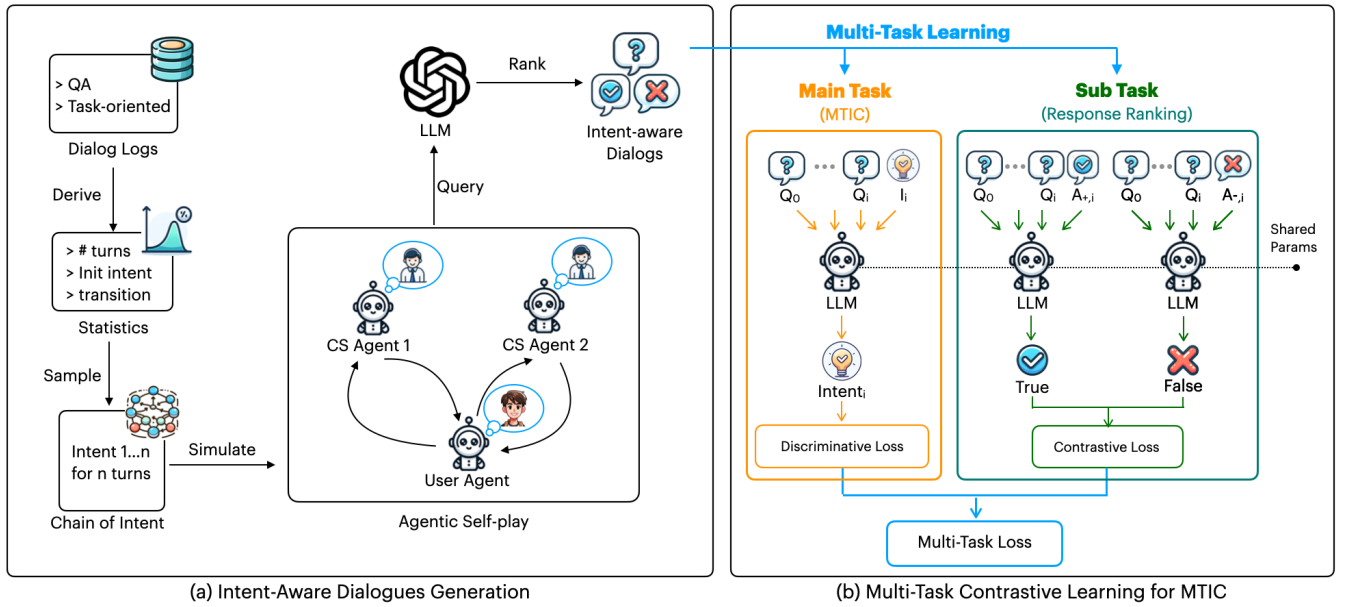 > QA
> Task-oriented
Dialog Logs
Derive
> # turns
> Init intent
> transition
Statistics
Sample
Intent 1...n
for n turns
Chain of Intent
Simulate
CS Agent 1
CS Agent 2
User Agent
Agentic Self-play
Query
LLM
Rank
Intent-aware
Dialogs
(a) Intent-Aware Dialogues Generation
Multi-Task Learning
Main Task
(MTIC)
Q₀ ... Qᵢ Iᵢ
LLM
Intentᵢ
Discriminative Loss
Sub Task
(Response Ranking)
Q₀ ... Qᵢ A₊,ᵢ
Q₀ ... Qᵢ A-,ᵢ
LLM
LLM
True
False
Contrastive Loss
Shared
Params
Multi-Task Loss
(b) Multi-Task Contrastive Learning for MTIC